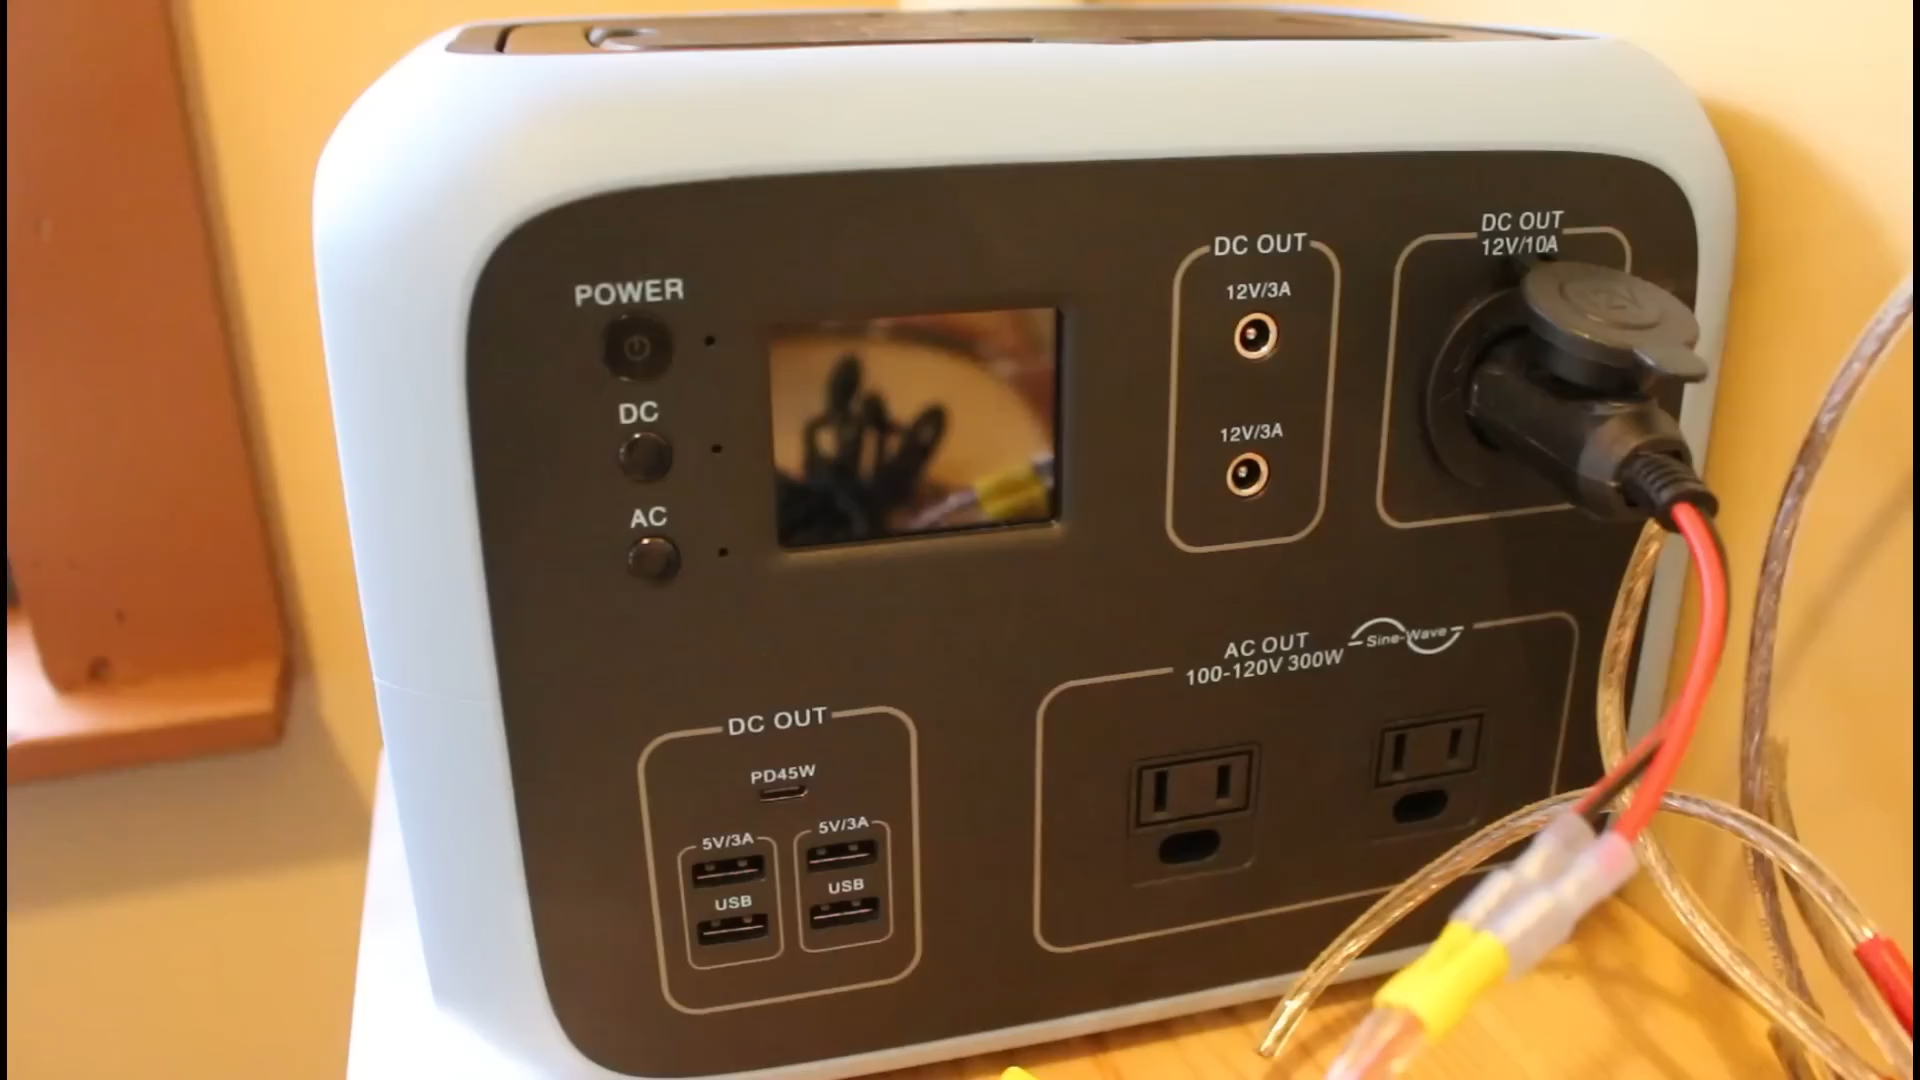 POWER
DC
AC
DC OUT
12V/3A
12V/3A
DC OUT
12V/10A
12V
AC OUT
100-120V 300W
Sine-Wave
DC OUT
PD45W
5V/3A
5V/3A
USB
USB